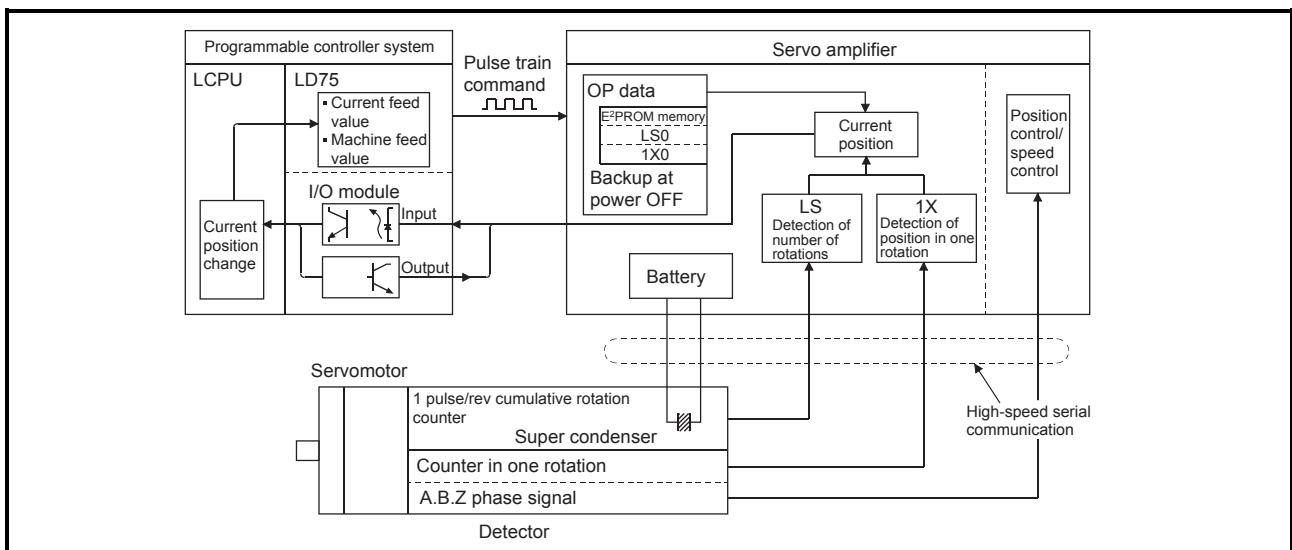 Programmable controller system
LCPU
LD75
▪ Current feed
value
▪ Machine feed
value
I/O module
Input
Output
Current
position
change
Pulse train
command
Servo amplifier
OP data
E²PROM memory
LS0
1X0
Backup at
power OFF
Current
position
Position
control/
speed
control
LS
Detection of
number of
rotations
1X
Detection of
position in one
rotation
Battery
Servomotor
1 pulse/rev cumulative rotation
counter
Super condenser
Counter in one rotation
A.B.Z phase signal
Detector
High-speed serial
communication